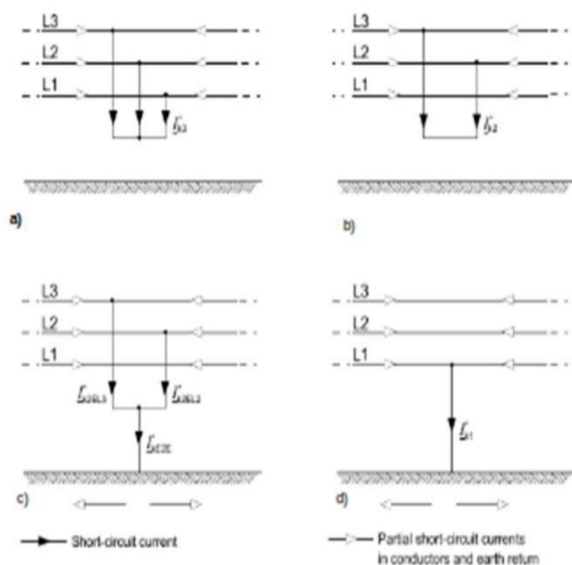 L3
L2
L1
a)
L3
L2
L1
b)
L3
L2
L1
c)
L3
L2
L1
d)
Short-circuit current
Partial short-circuit currents
in conductors and earth return